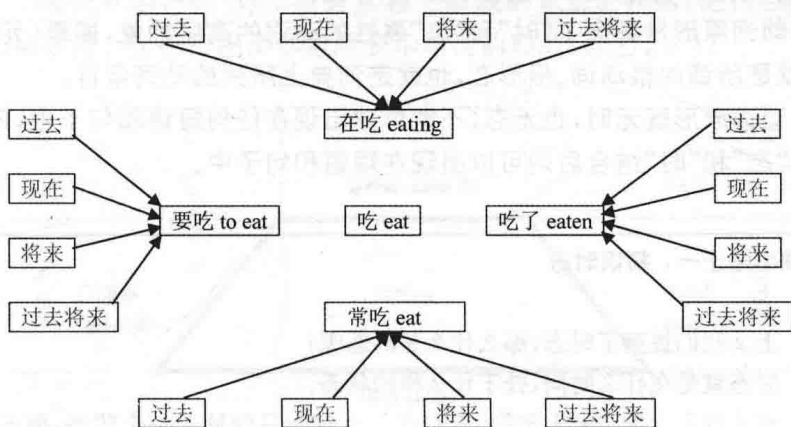 过去 现在 将来 过去将来
在吃 eating
过去 过去
现在 现在
要吃 to eat 吃 eat 吃了 eaten
将来 将来
过去将来 过去将来
常吃 eat
过去 现在 将来 过去将来